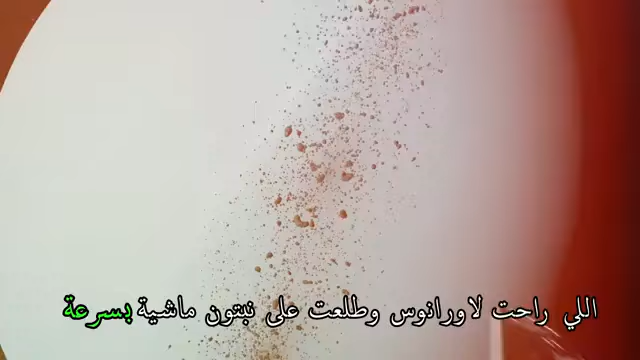 اللي راحت لاورانوس وطلعت على نبتون ماشية بسرعة